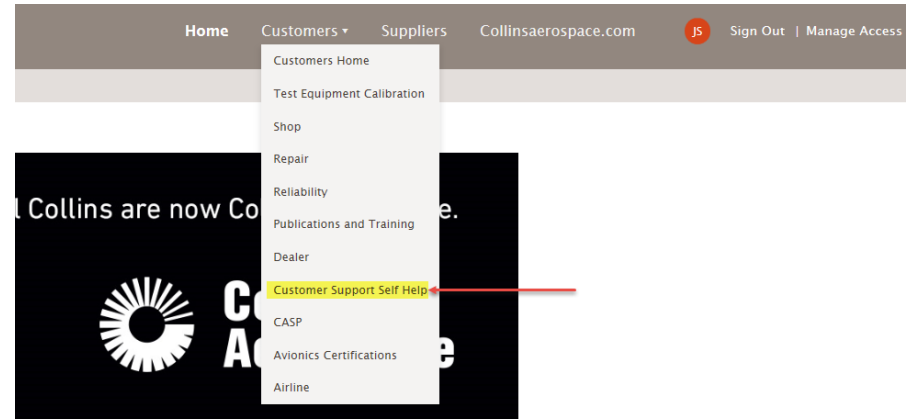 Home Customers ▾ Suppliers Collinsaerospace.com JS Sign Out | Manage Access
Customers Home
Test Equipment Calibration
Shop
Repair
Reliability
l Collins are now Co e.
Publications and Training
Dealer
Customer Support Self Help
CASP
Avionics Certifications
Airline